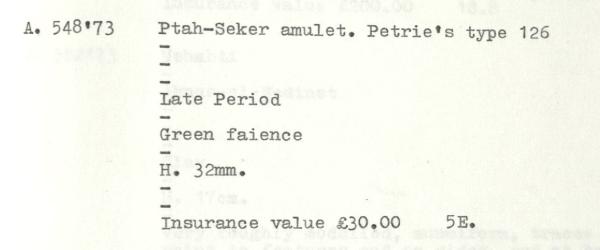 A. 548'73 Ptah-Seker amulet. Petrie's type 126
-
-
-
Late Period
-
Green faience
-
H. 32mm.
-
-
Insurance value £30.00 5E.